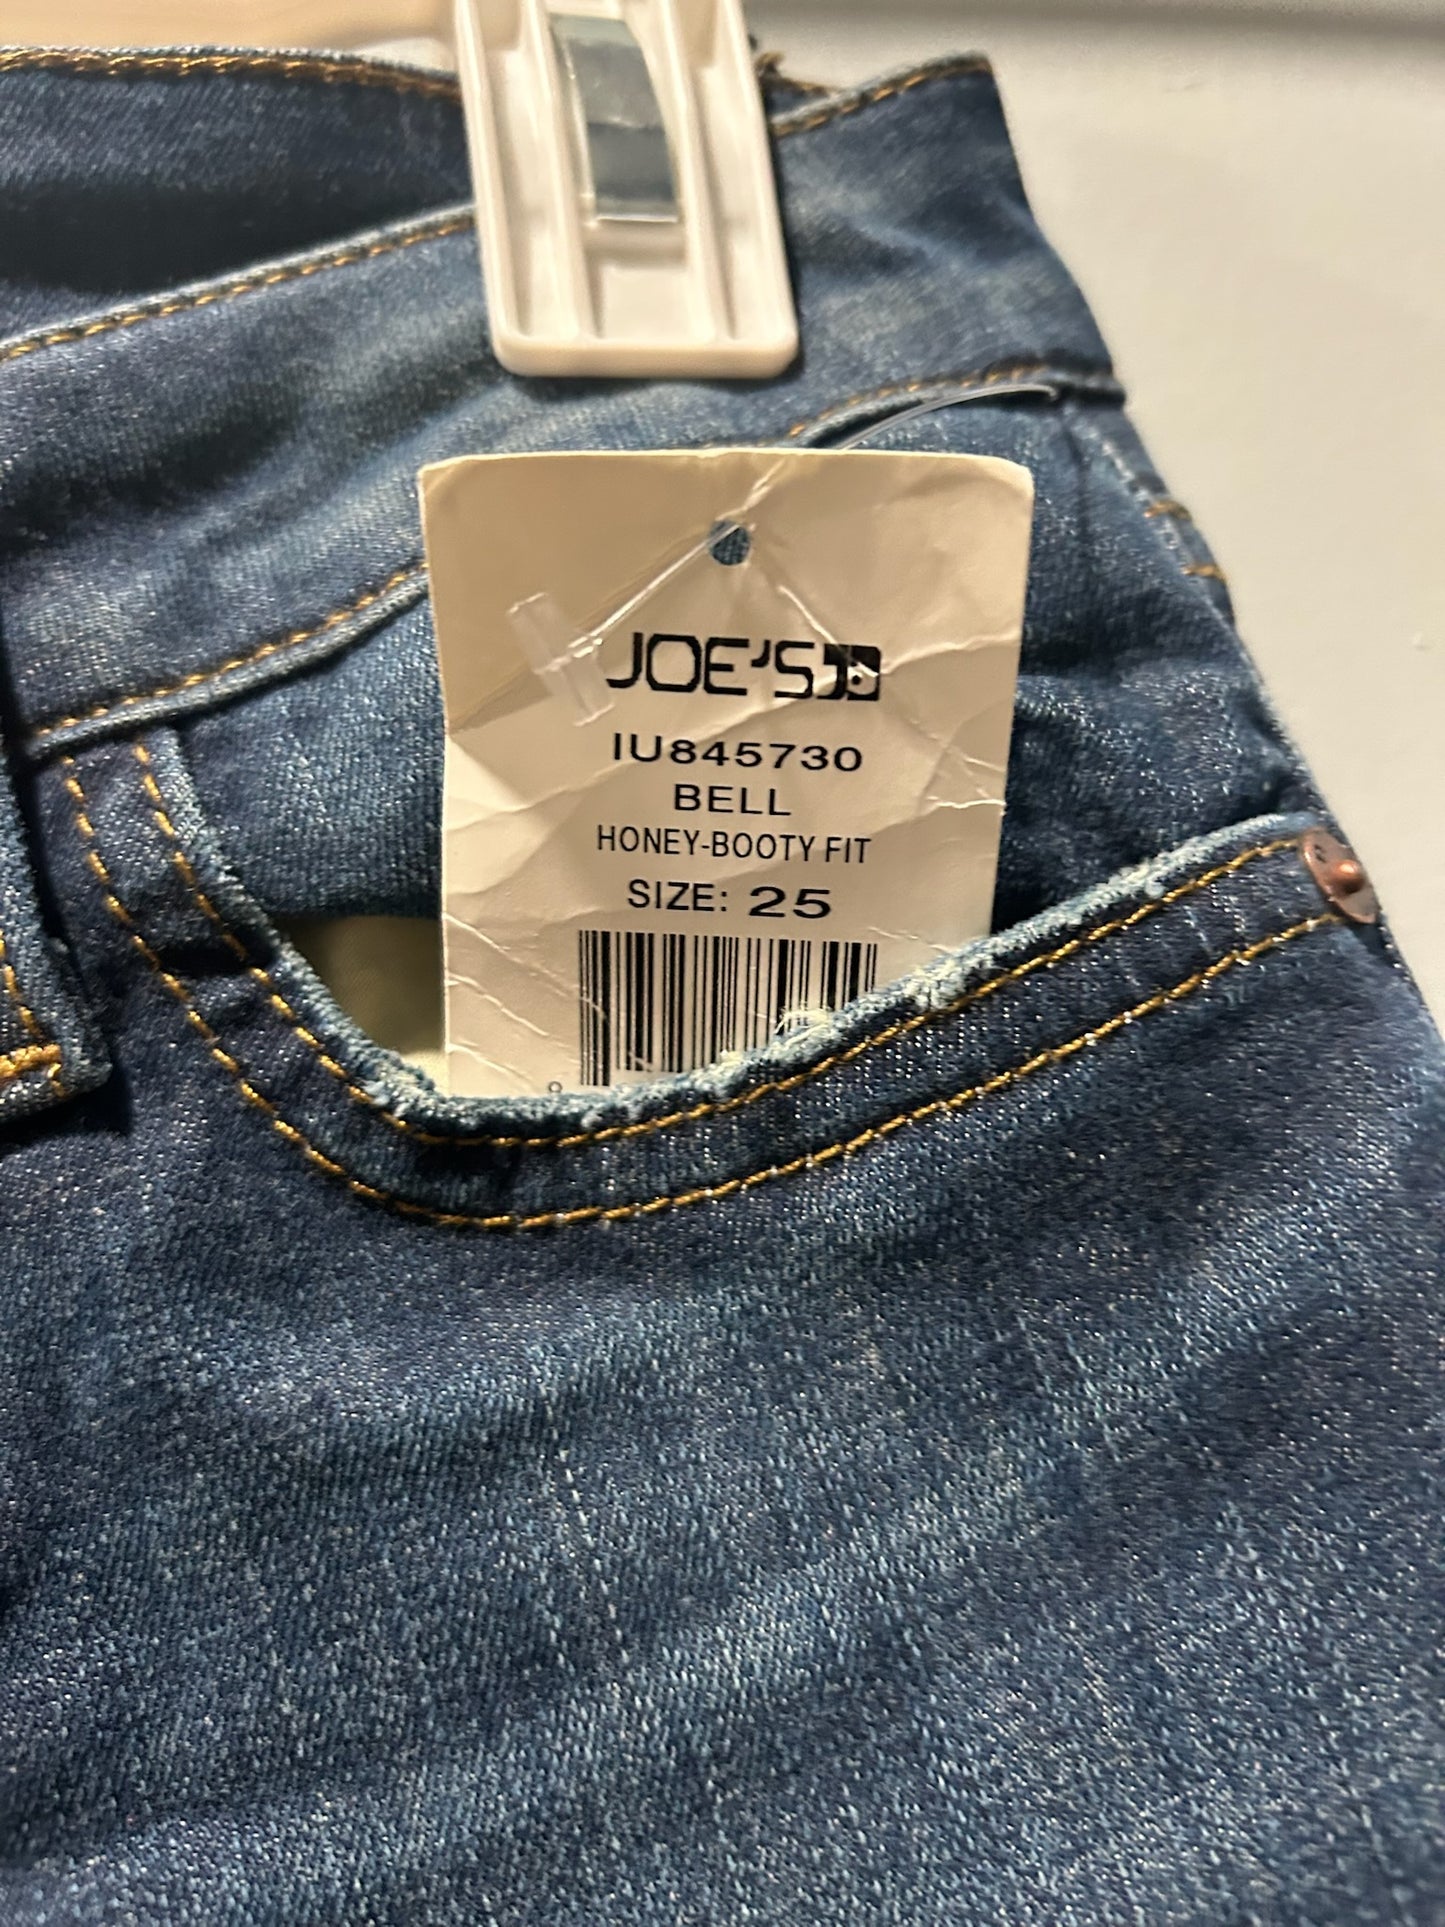 JOE'S
IU845730
BELL
HONEY-BOOTY FIT
SIZE: 25